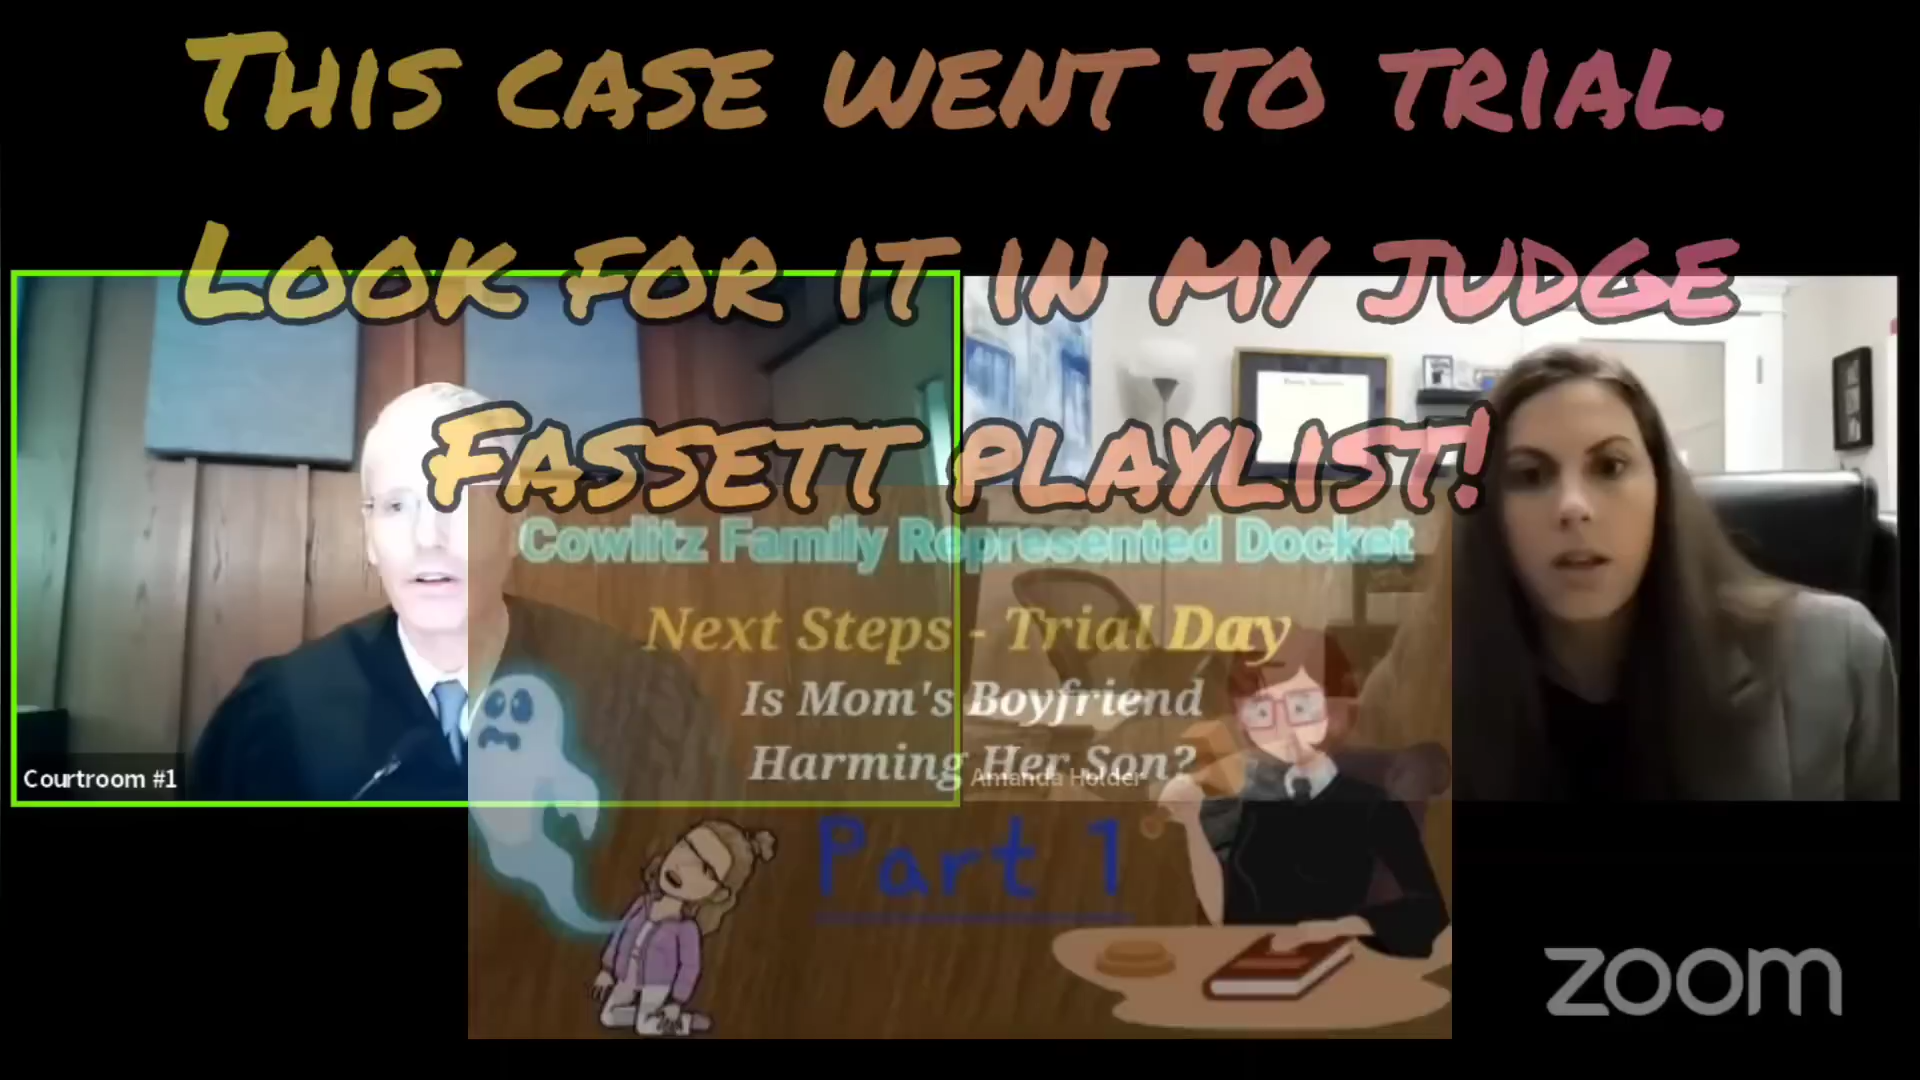 THIS CASE WENT TO TRIAL.
LOOK FOR IT IN MY JUDGE
FASSETT PLAYLIST!
Cowlitz Family Represented Docket
Next Steps - Trial Day
Is Mom's Boyfriend
Harming Her Son?
Courtroom #1
Amanda Holder
Part 1
zoom